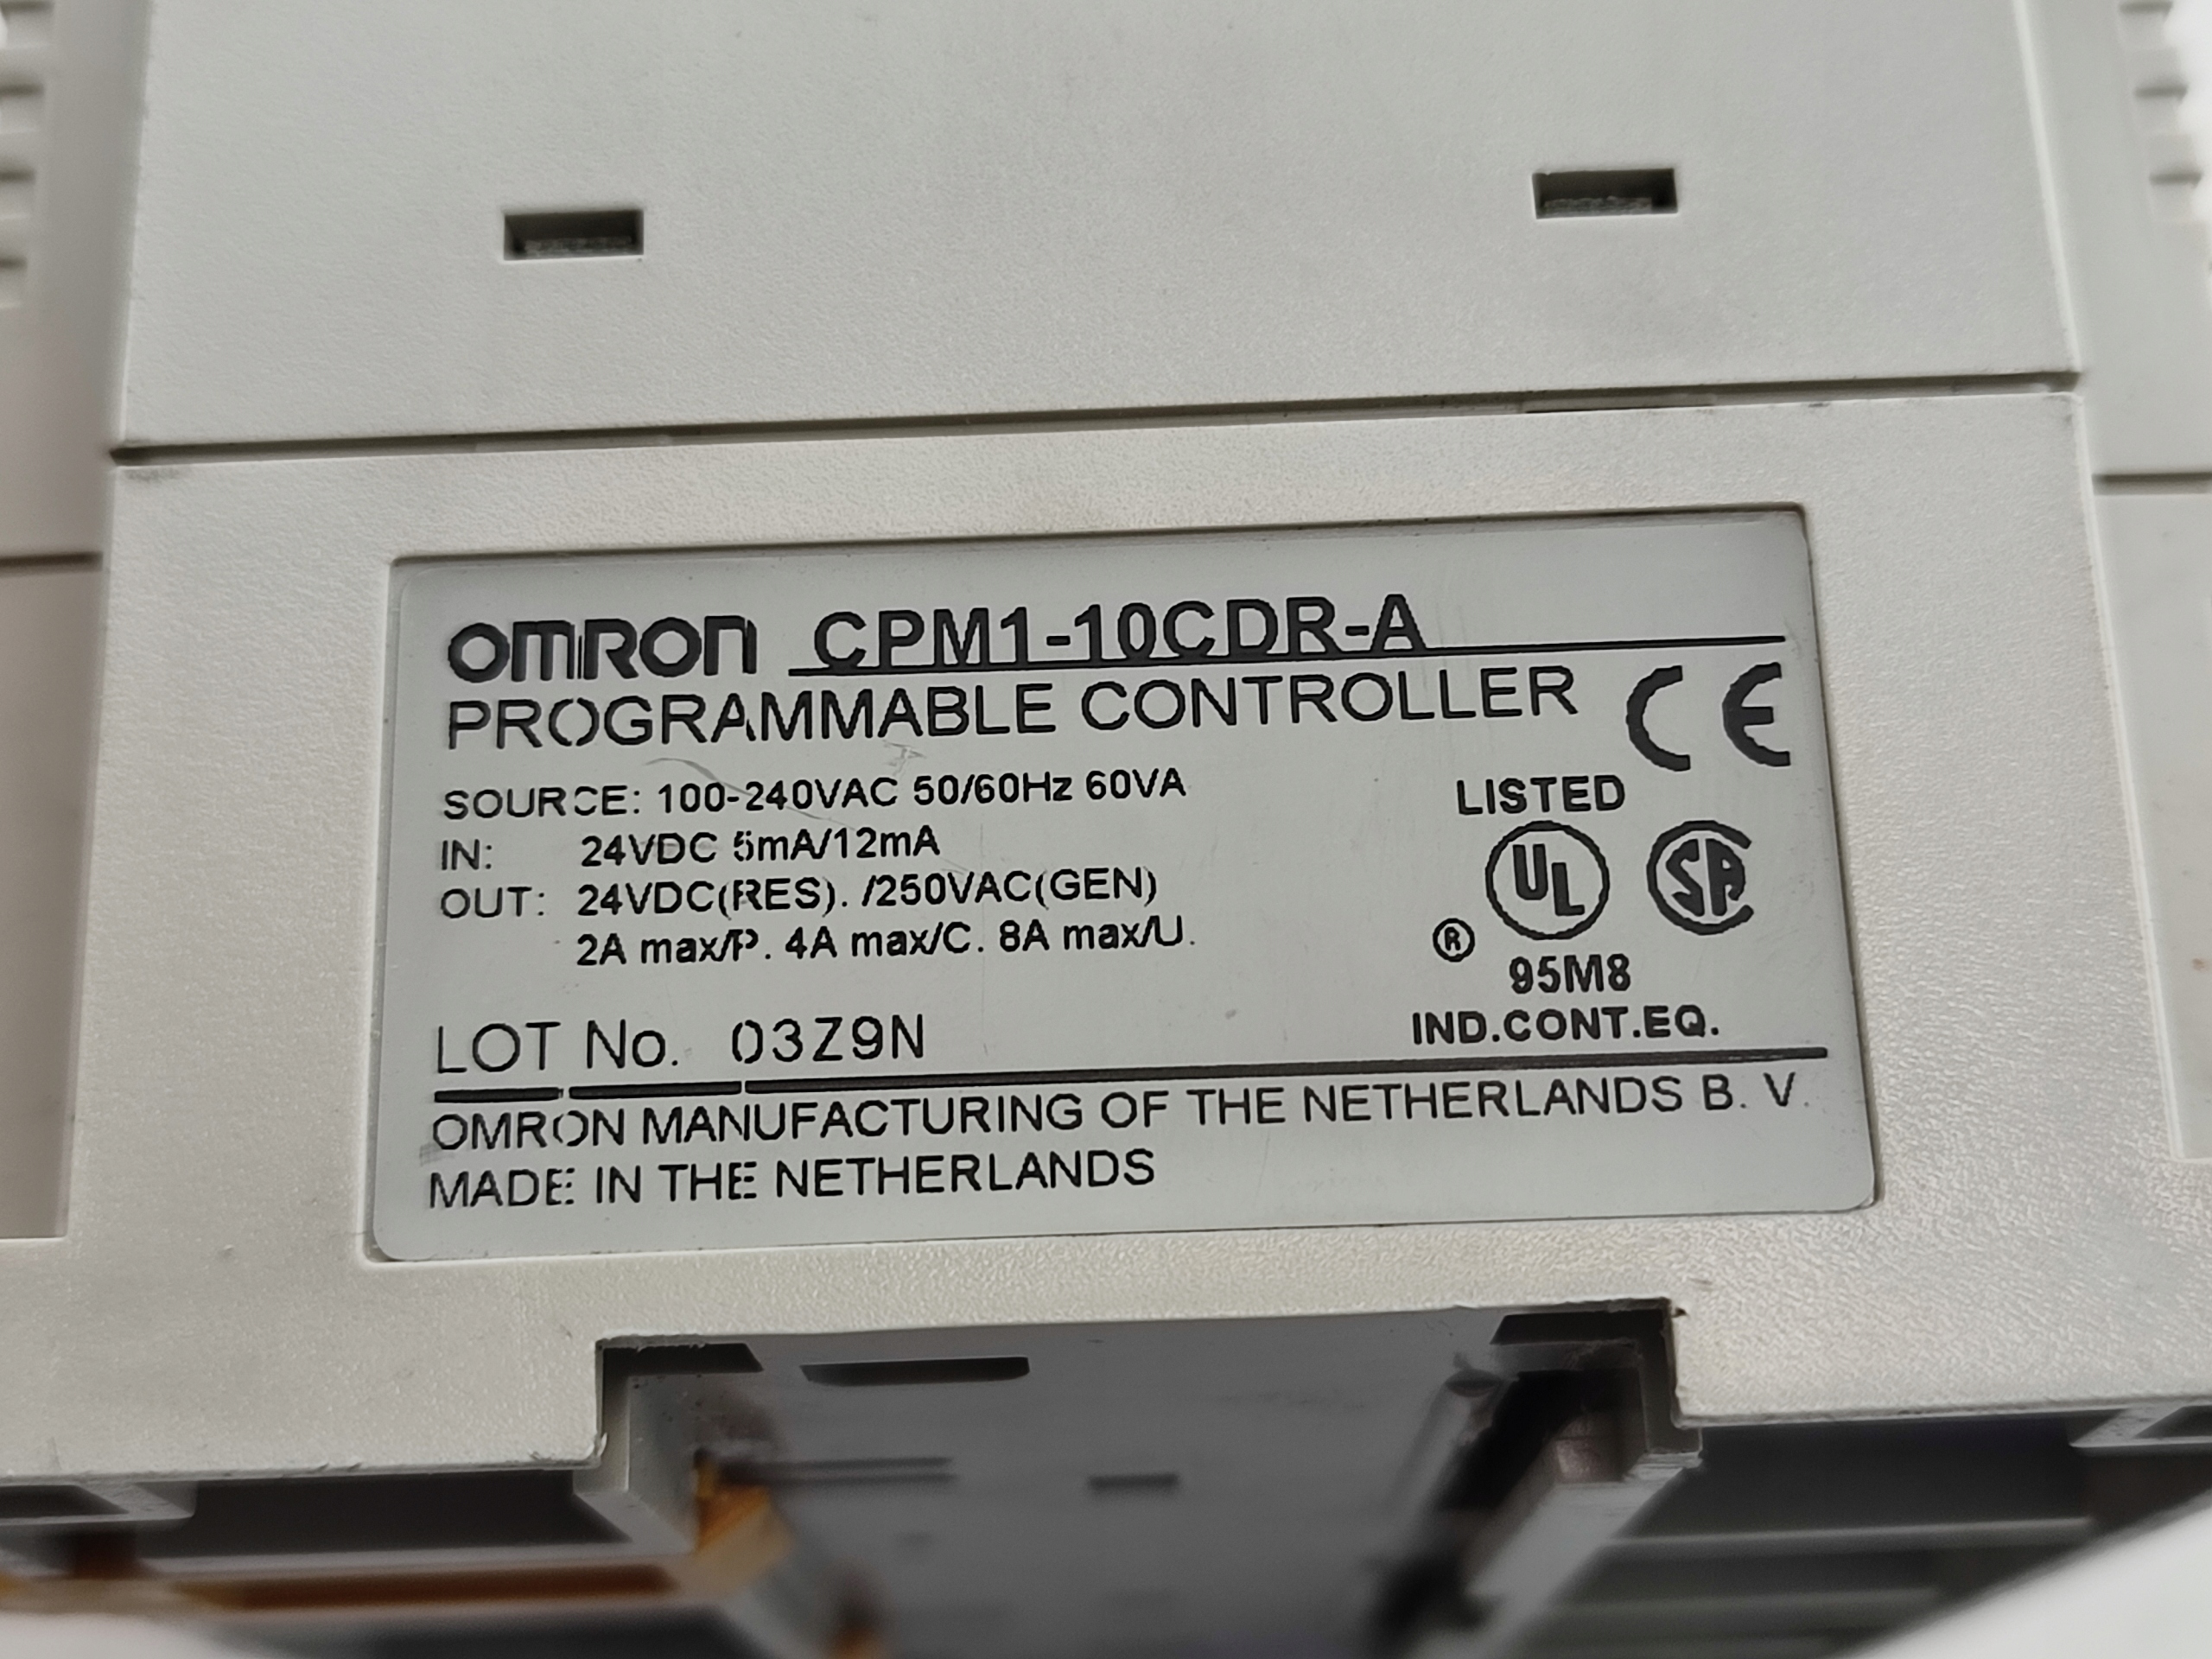 OMRON CPM1-10CDR-A
PROGRAMMABLE CONTROLLER CE
SOURCE: 100-240VAC 50/60Hz 60VA
IN: 24VDC 5mA/12mA
OUT: 24VDC(RES). /250VAC(GEN)
2A max/P. 4A max/C. 8A max/U.
LISTED
UL SA
®
95M8
IND.CONT.EQ.
LOT No. 03Z9N
OMRON MANUFACTURING OF THE NETHERLANDS B. V.
MADE IN THE NETHERLANDS